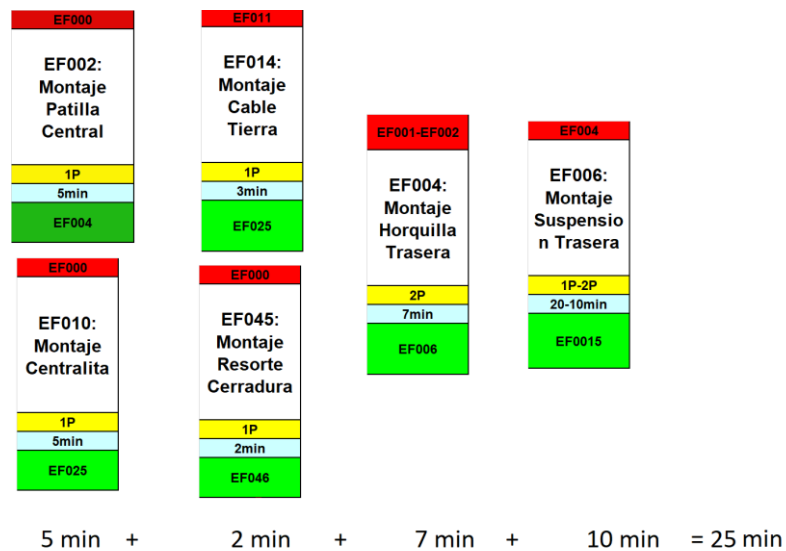 EF000
EF002:
Montaje
Patilla
Central
1P
5min
EF004
EF011
EF014:
Montaje
Cable
Tierra
1P
3min
EF025
EF001-EF002
EF004:
Montaje
Horquilla
Trasera
2P
7min
EF006
EF004
EF006:
Montaje
Suspensio
n Trasera
1P-2P
20-10min
EF0015
EF000
EF010:
Montaje
Centralita
1P
5min
EF025
EF000
EF045:
Montaje
Resorte
Cerradura
1P
2min
EF046
5 min + 2 min + 7 min + 10 min = 25 min